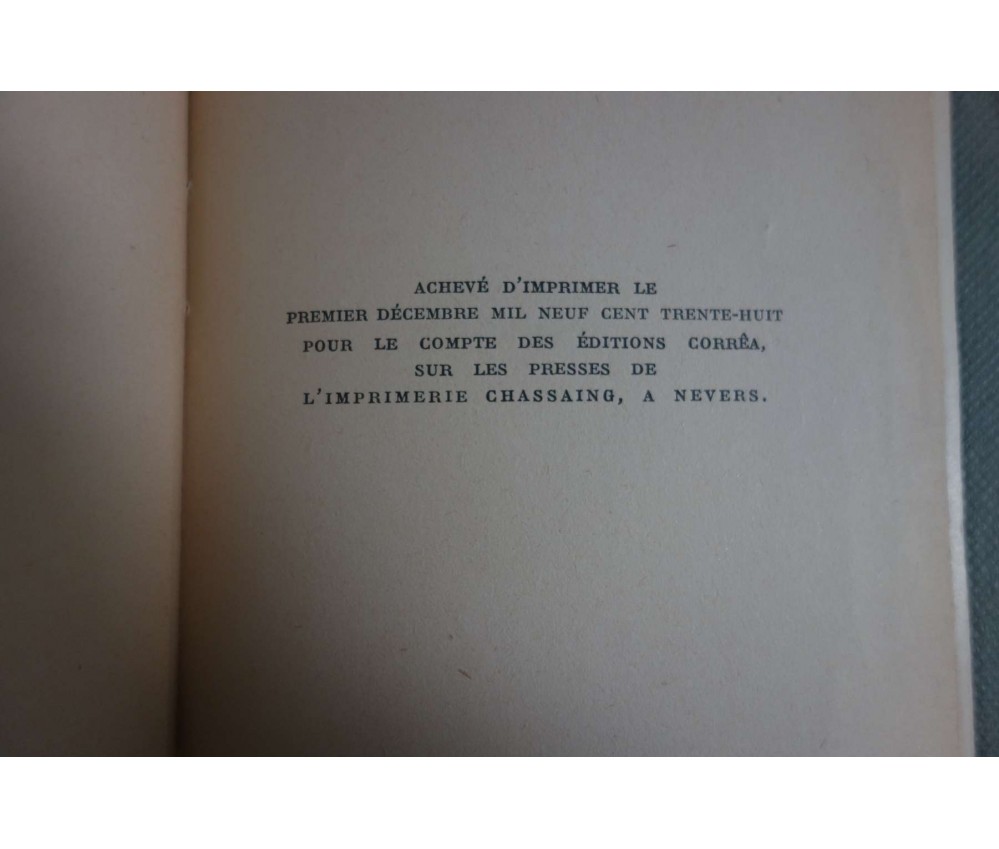 ACHEVÉ D'IMPRIMER LE
PREMIER DÉCEMBRE MIL NEUF CENT TRENTE-HUIT
POUR LE COMPTE DES ÉDITIONS CORRÊA,
SUR LES PRESSES DE
L'IMPRIMERIE CHASSAING, A NEVERS.